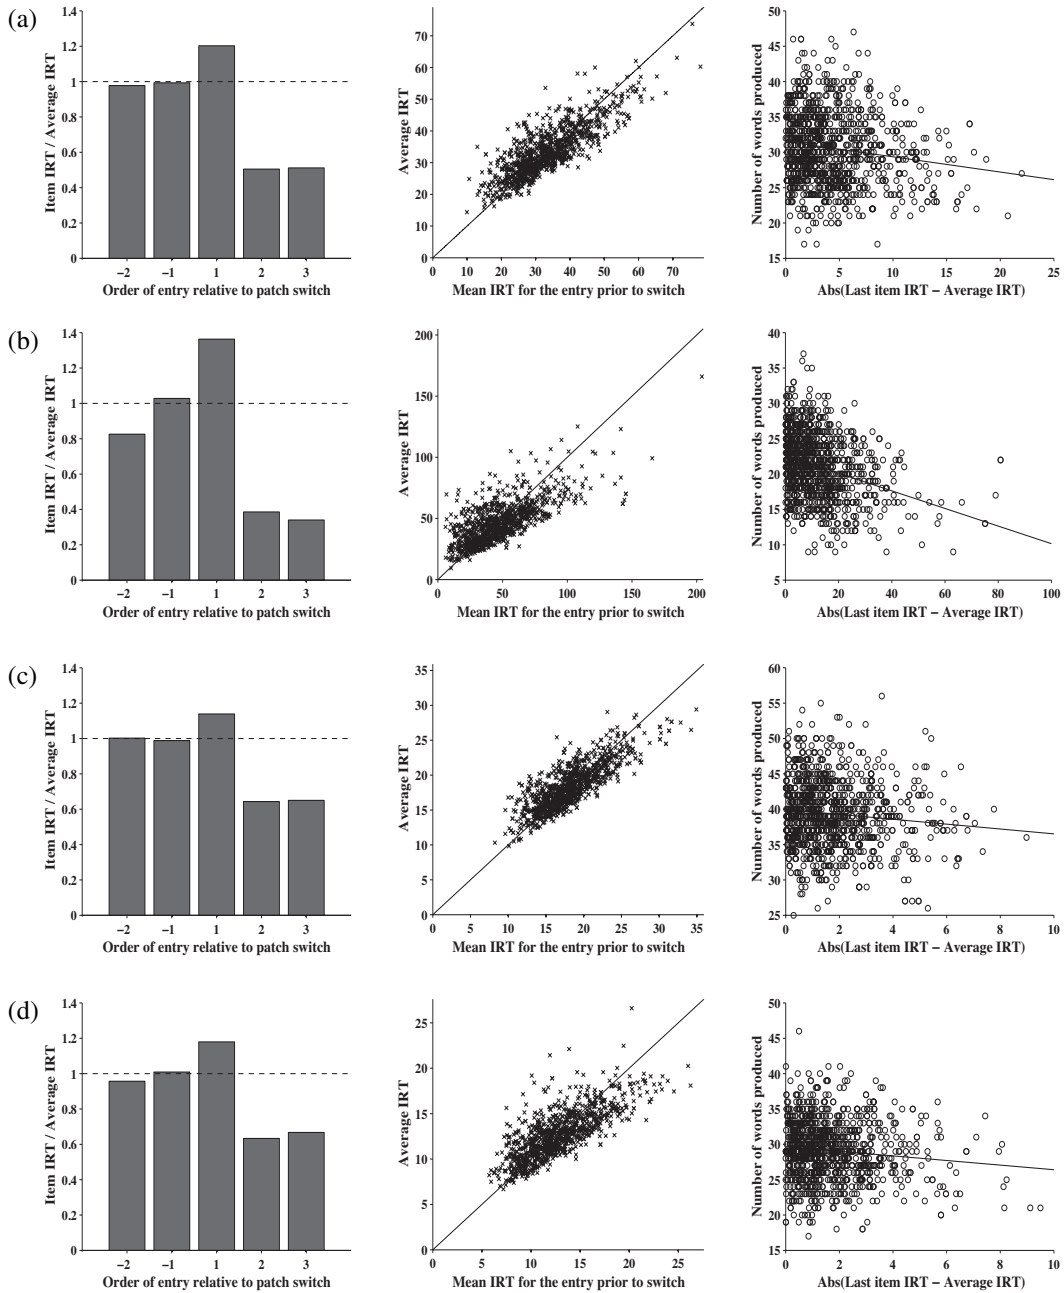 (a)
Item IRT / Average IRT
1.4
1.2
1
0.8
0.6
0.4
0.2
0
−2 −1 1 2 3
Order of entry relative to patch switch
Average IRT
70
60
50
40
30
20
10
0
0 10 20 30 40 50 60 70
Mean IRT for the entry prior to switch
Number of words produced
50
45
40
35
30
25
20
15
0 5 10 15 20 25
Abs(Last item IRT − Average IRT)
(b)
Item IRT / Average IRT
1.4
1.2
1
0.8
0.6
0.4
0.2
0
−2 −1 1 2 3
Order of entry relative to patch switch
Average IRT
200
150
100
50
0
0 50 100 150 200
Mean IRT for the entry prior to switch
Number of words produced
40
35
30
25
20
15
10
5
0 20 40 60 80 100
Abs(Last item IRT − Average IRT)
(c)
Item IRT / Average IRT
1.4
1.2
1
0.8
0.6
0.4
0.2
0
−2 −1 1 2 3
Order of entry relative to patch switch
Average IRT
35
30
25
20
15
10
5
0
0 5 10 15 20 25 30 35
Mean IRT for the entry prior to switch
Number of words produced
60
55
50
45
40
35
30
25
0 2 4 6 8 10
Abs(Last item IRT − Average IRT)
(d)
Item IRT / Average IRT
1.4
1.2
1
0.8
0.6
0.4
0.2
0
−2 −1 1 2 3
Order of entry relative to patch switch
Average IRT
25
20
15
10
5
0
0 5 10 15 20 25
Mean IRT for the entry prior to switch
Number of words produced
50
45
40
35
30
25
20
15
0 2 4 6 8 10
Abs(Last item IRT − Average IRT)